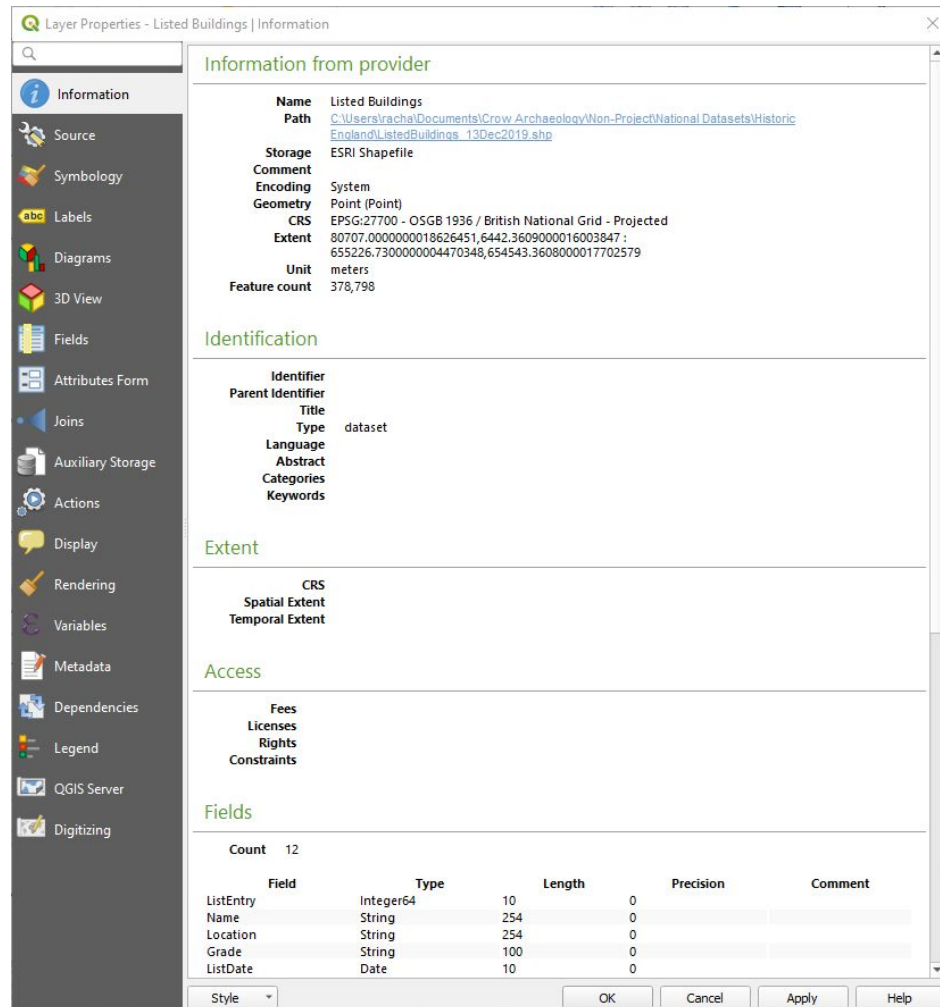 Layer Properties - Listed Buildings | Information
Information
Source
Symbology
abc Labels
Diagrams
3D View
Fields
Attributes Form
Joins
Auxiliary Storage
Actions
Display
Rendering
Variables
Metadata
Dependencies
Legend
QGIS Server
Digitizing
Information from provider
Name Listed Buildings
Path C:\Users\racha\Documents\Crow Archaeology\Non-Project\National Datasets\Historic
England\ListedBuildings_13Dec2019.shp
Storage ESRI Shapefile
Comment
Encoding System
Geometry Point (Point)
CRS EPSG:27700 - OSGB 1936 / British National Grid - Projected
Extent 80707.0000000018626451,6442.3609000016003847 :
655226.7300000004470348,654543.3608000017702579
Unit meters
Feature count 378,798
Identification
Identifier
Parent Identifier
Title
Type dataset
Language
Abstract
Categories
Keywords
Extent
CRS
Spatial Extent
Temporal Extent
Access
Fees
Licenses
Rights
Constraints
Fields
Count 12
Field Type Length Precision Comment
ListEntry Integer64 10 0
Name String 254 0
Location String 254 0
Grade String 100 0
ListDate Date 10 0
Style OK Cancel Apply Help